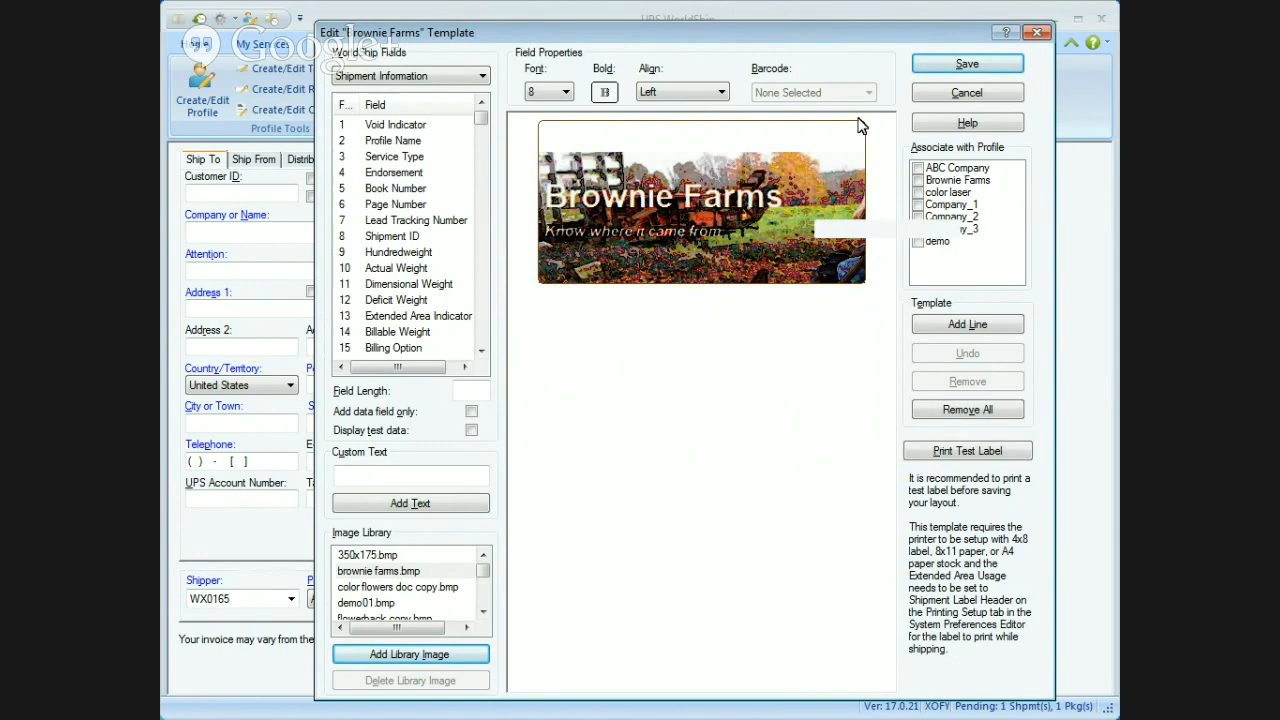 UPS WorldShip
Google+
Edit "Brownie Farms" Template
My Services
Create/Edit
Profile
Create/Edit T
Create/Edit R
Create/Edit C
Profile Tools
Ship To
Ship From
Distrib
Customer ID:
Company or Name:
Attention:
Address 1:
Address 2:
Country/Territory:
United States
City or Town:
Telephone:
( ) - [ ]
UPS Account Number:
Shipper:
WX0165
Your invoice may vary from the
WorldShip Fields
Shipment Information
F... Field
1 Void Indicator
2 Profile Name
3 Service Type
4 Endorsement
5 Book Number
6 Page Number
7 Lead Tracking Number
8 Shipment ID
9 Hundredweight
10 Actual Weight
11 Dimensional Weight
12 Deficit Weight
13 Extended Area Indicator
14 Billable Weight
15 Billing Option
Field Length:
Add data field only:
Display test data:
Custom Text
Add Text
Image Library
350x175.bmp
brownie farms.bmp
color flowers doc copy.bmp
demo01.bmp
flowerback copy.bmp
Add Library Image
Delete Library Image
Field Properties
Font:
8
Bold:
B
Align:
Left
Barcode:
None Selected
Brownie Farms
Know where it came from
Save
Cancel
Help
Associate with Profile
ABC Company
Brownie Farms
color laser
Company_1
Company_2
y_3
demo
Template
Add Line
Undo
Remove
Remove All
Print Test Label
It is recommended to print a
test label before saving
your layout.
This template requires the
printer to be setup with 4x8
label, 8x11 paper, or A4
paper stock and the
Extended Area Usage
needs to be set to
Shipment Label Header on
the Printing Setup tab in the
System Preferences Editor
for the label to print while
shipping.
Ver: 17.0.21 XOFY Pending: 1 Shpmt(s), 1 Pkg(s)